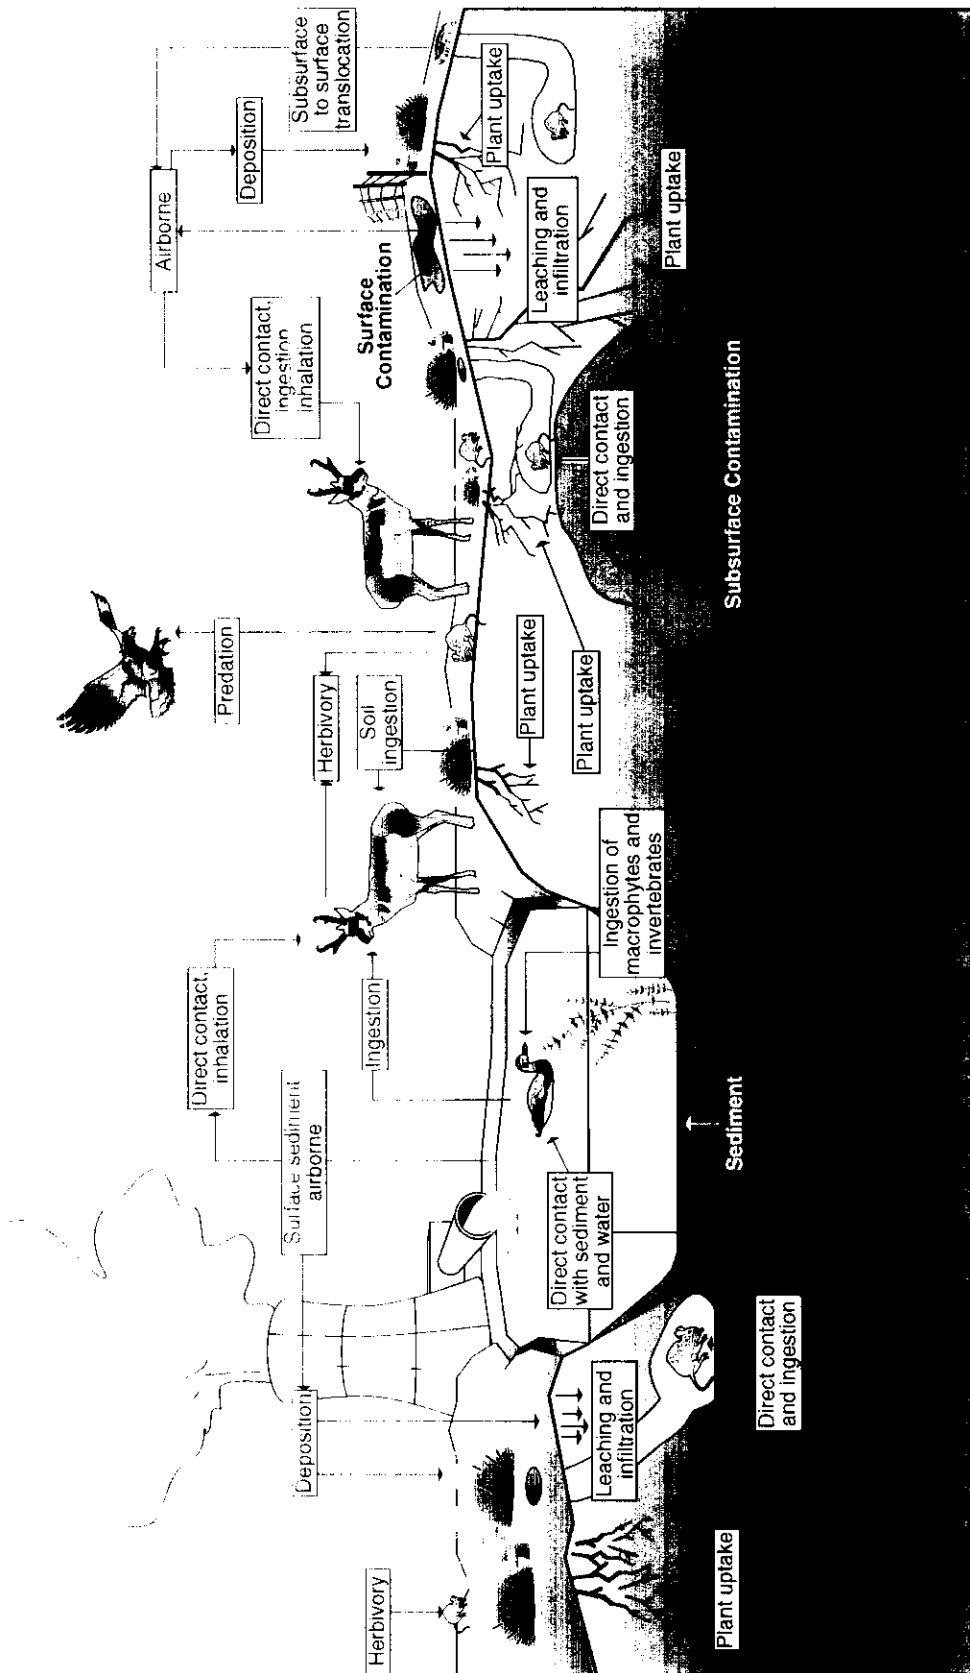 Herbivory
Plant uptake
Deposition
Leaching and
infiltration
Direct contact
and ingestion
Surface sediment
airborne
Direct contact,
inhalation
Direct contact
with sediment
and water
Sediment
Ingestion
Ingestion of
macrophytes and
invertebrates
Herbivory
Soil
ingestion
Predation
Plant uptake
Plant uptake
Subsurface Contamination
Direct contact
and ingestion
Direct contact,
ingestion
inhalation
Surface
Contamination
Airborne
Deposition
Leaching and
infiltration
Plant uptake
Plant uptake
Subsurface
to surface
translocation